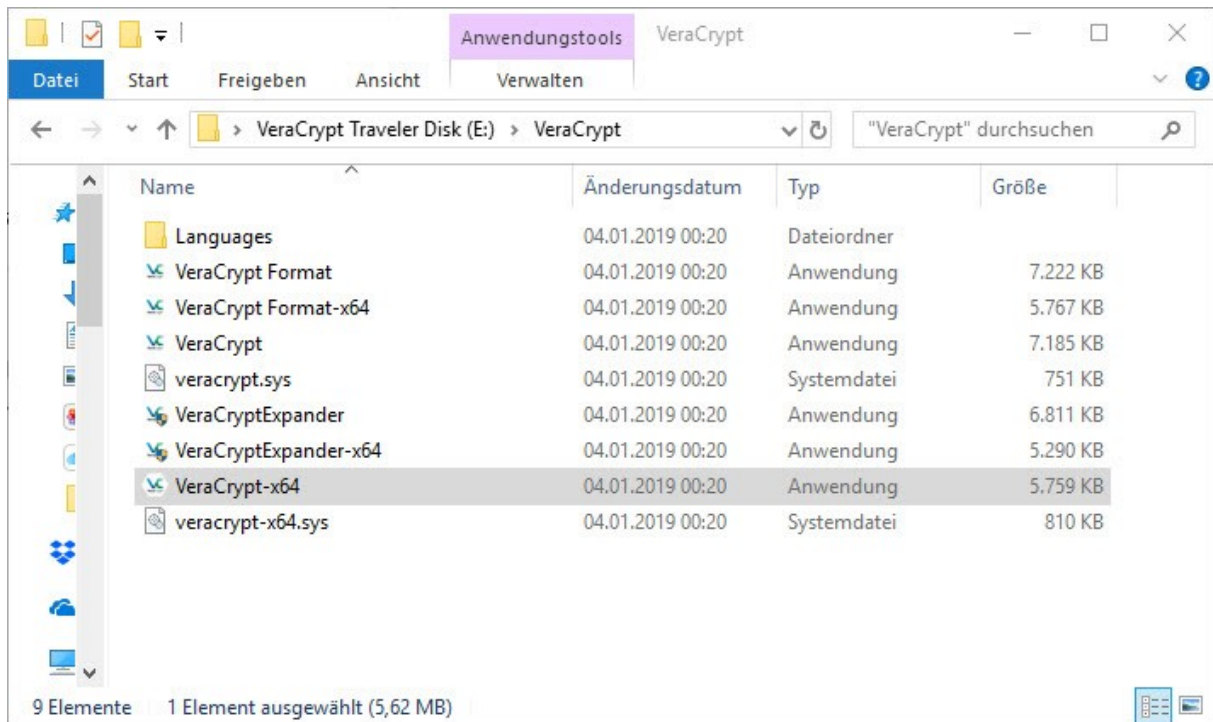 Anwendungstools VeraCrypt
Datei Start Freigeben Ansicht Verwalten
VeraCrypt Traveler Disk (E:) > VeraCrypt "VeraCrypt" durchsuchen
Name Änderungsdatum Typ Größe
Languages 04.01.2019 00:20 Dateiordner
VeraCrypt Format 04.01.2019 00:20 Anwendung 7.222 KB
VeraCrypt Format-x64 04.01.2019 00:20 Anwendung 5.767 KB
VeraCrypt 04.01.2019 00:20 Anwendung 7.185 KB
veracrypt.sys 04.01.2019 00:20 Systemdatei 751 KB
VeraCryptExpander 04.01.2019 00:20 Anwendung 6.811 KB
VeraCryptExpander-x64 04.01.2019 00:20 Anwendung 5.290 KB
VeraCrypt-x64 04.01.2019 00:20 Anwendung 5.759 KB
veracrypt-x64.sys 04.01.2019 00:20 Systemdatei 810 KB
9 Elemente 1 Element ausgewählt (5,62 MB)